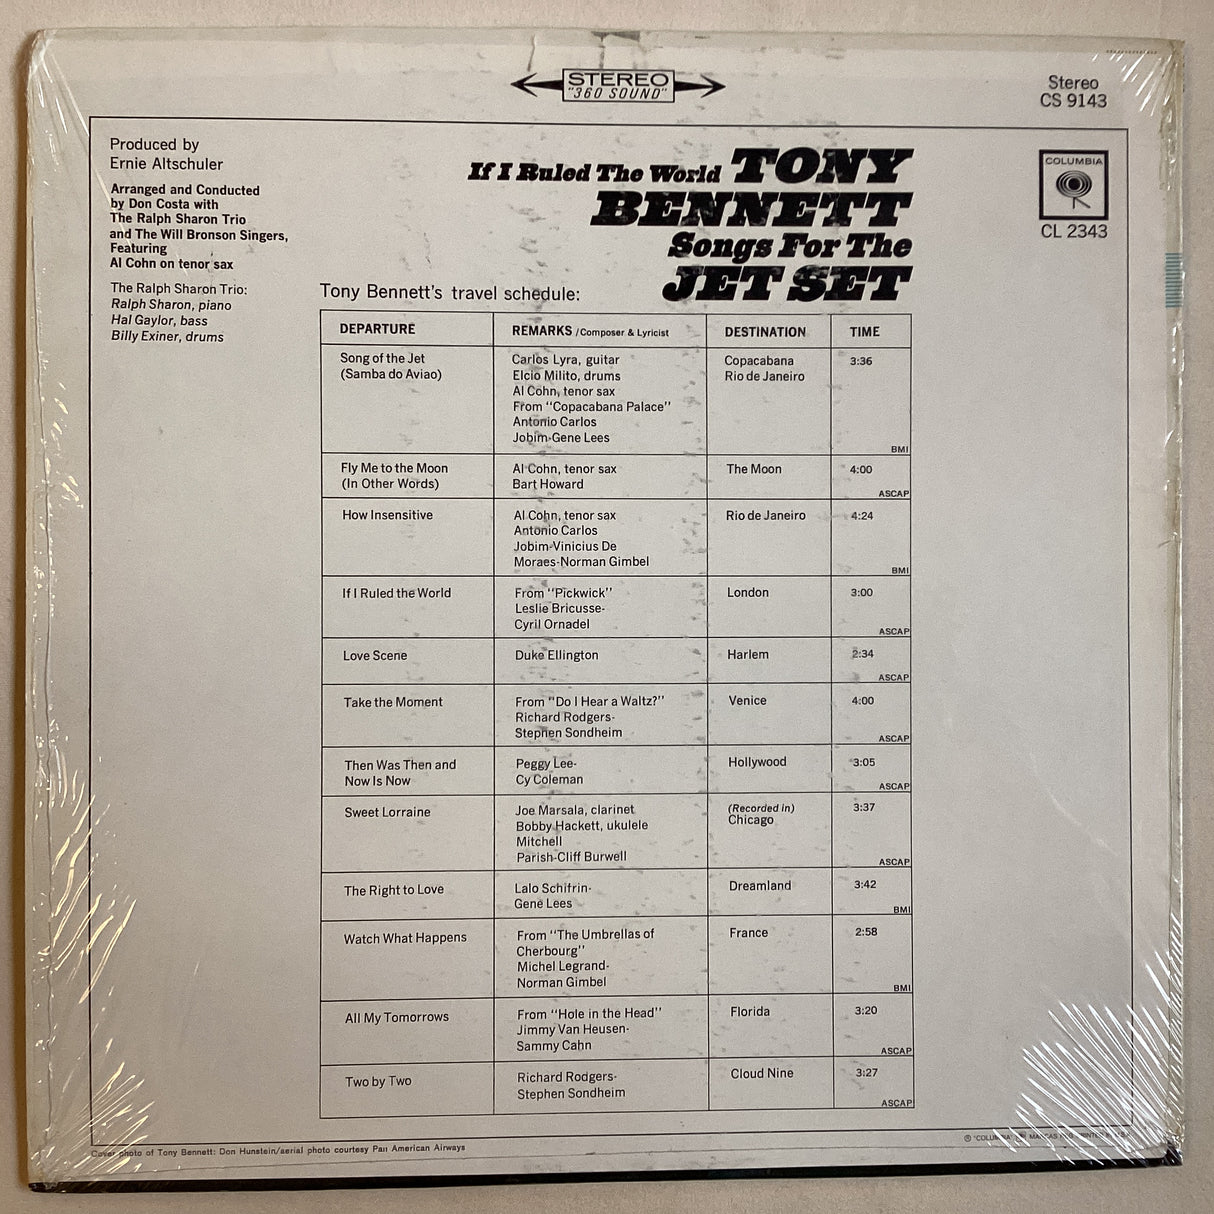 STEREO
"360 SOUND"
Stereo
CS 9143
COLUMBIA
CL 2343
Produced by
Ernie Altschuler
Arranged and Conducted
by Don Costa with
The Ralph Sharon Trio
and The Will Bronson Singers,
Featuring
Al Cohn on tenor sax
The Ralph Sharon Trio:
Ralph Sharon, piano
Hal Gaylor, bass
Billy Exiner, drums
If I Ruled The World TONY
BENNETT
Songs For The
JET SET
Tony Bennett's travel schedule:
DEPARTURE REMARKS /Composer & Lyricist DESTINATION TIME
Song of the Jet Carlos Lyra, guitar Copacabana 3:36
(Samba do Aviao) Elcio Milito, drums Rio de Janeiro
Al Cohn, tenor sax
From "Copacabana Palace"
Antonio Carlos
Jobim-Gene Lees
BMI
Fly Me to the Moon Al Cohn, tenor sax The Moon 4:00
(In Other Words) Bart Howard
ASCAP
How Insensitive Al Cohn, tenor sax Rio de Janeiro 4:24
Antonio Carlos
Jobim-Vinicius De
Moraes-Norman Gimbel
BMI
If I Ruled the World From "Pickwick" London 3:00
Leslie Bricusse-
Cyril Ornadel
ASCAP
Love Scene Duke Ellington Harlem 2:34
ASCAP
Take the Moment From "Do I Hear a Waltz?" Venice 4:00
Richard Rodgers-
Stephen Sondheim
ASCAP
Then Was Then and Peggy Lee- Hollywood 3:05
Now Is Now Cy Coleman
ASCAP
Sweet Lorraine Joe Marsala, clarinet (Recorded in) 3:37
Bobby Hackett, ukulele Chicago
Mitchell
Parish-Cliff Burwell
ASCAP
The Right to Love Lalo Schifrin- Dreamland 3:42
Gene Lees
BMI
Watch What Happens From "The Umbrellas of France 2:58
Cherbourg"
Michel Legrand-
Norman Gimbel
BMI
All My Tomorrows From "Hole in the Head" Florida 3:20
Jimmy Van Heusen-
Sammy Cahn
ASCAP
Two by Two Richard Rodgers- Cloud Nine 3:27
Stephen Sondheim
ASCAP
Cover photo of Tony Bennett: Don Hunstein/aerial photo courtesy Pan American Airways